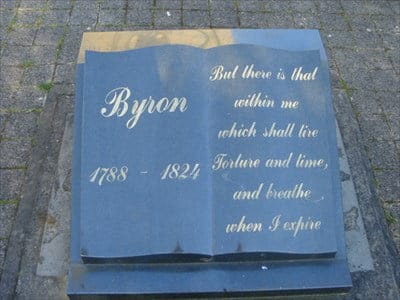 Byron
1788 - 1824
But there is that
within me
which shall tire
Torture and time,
and breathe
when I expire